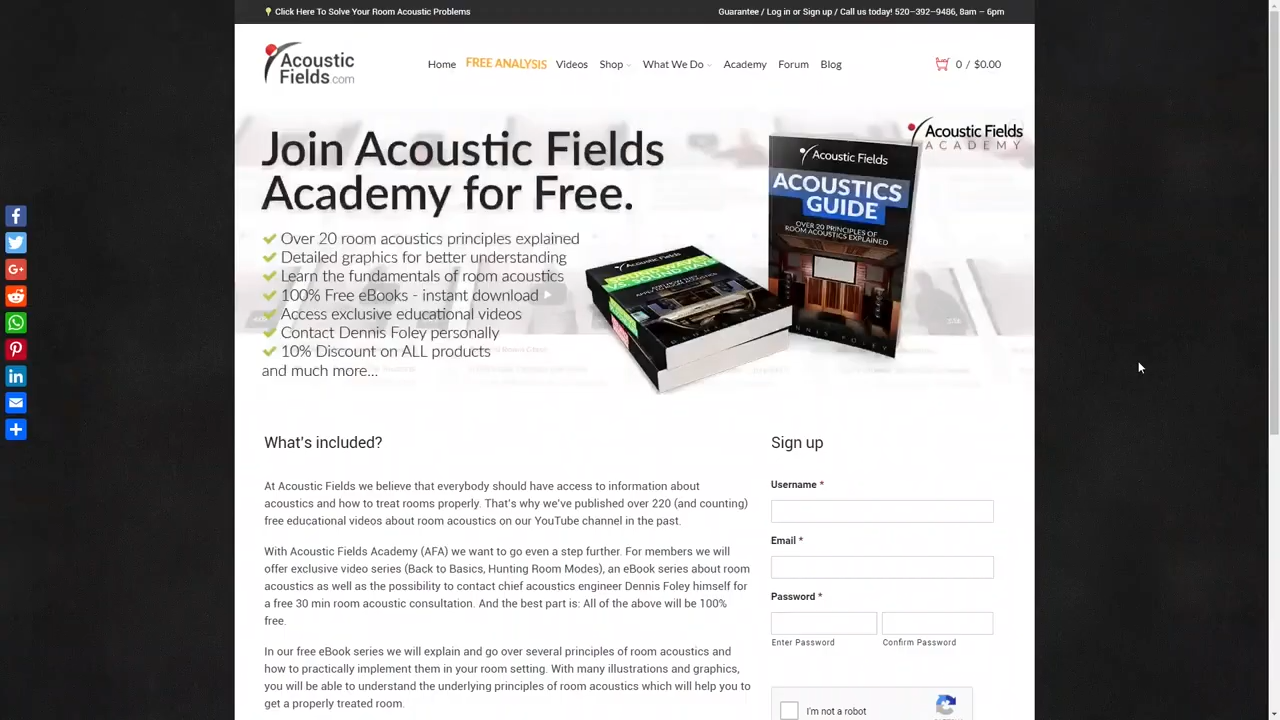 Click Here To Solve Your Room Acoustic Problems
Guarantee / Log in or Sign up / Call us today! 520-392-9486, 8am – 6pm
Acoustic
Fields.com
Home
FREE ANALYSIS
Videos
Shop
What We Do
Academy
Forum
Blog
0 / $0.00
Join Acoustic Fields
Academy for Free.
Over 20 room acoustics principles explained
Detailed graphics for better understanding
Learn the fundamentals of room acoustics
100% Free eBooks - instant download
Access exclusive educational videos
Contact Dennis Foley personally
10% Discount on ALL products
and much more...
Acoustic Fields
ACADEMY
Acoustic Fields
ACOUSTICS
GUIDE
OVER 20 PRINCIPLES OF
ROOM ACOUSTICS EXPLAINED
DENNIS FOLEY
Acoustic Fields
What's included?
At Acoustic Fields we believe that everybody should have access to information about
acoustics and how to treat rooms properly. That's why we've published over 220 (and counting)
free educational videos about room acoustics on our YouTube channel in the past.
With Acoustic Fields Academy (AFA) we want to go even a step further. For members we will
offer exclusive video series (Back to Basics, Hunting Room Modes), an eBook series about room
acoustics as well as the possibility to contact chief acoustics engineer Dennis Foley himself for
a free 30 min room acoustic consultation. And the best part is: All of the above will be 100%
free.
In our free eBook series we will explain and go over several principles of room acoustics and
how to practically implement them in your room setting. With many illustrations and graphics,
you will be able to understand the underlying principles of room acoustics which will help you to
get a properly treated room.
Sign up
Username *
Email *
Password *
Enter Password
Confirm Password
I'm not a robot